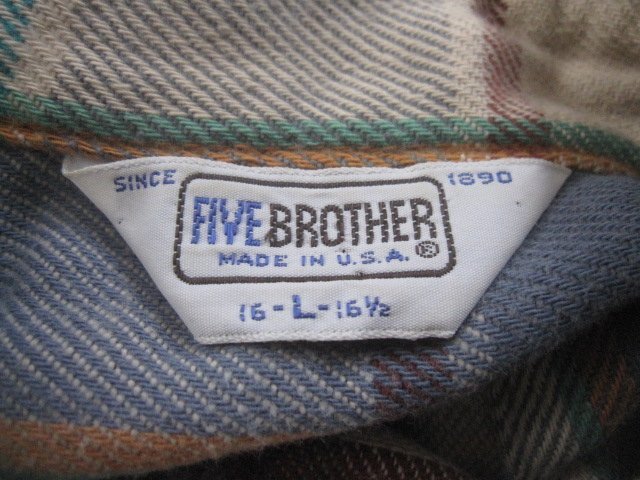 SINCE 1890
FIVE BROTHER ®
MADE IN U.S.A.
16-L-16½